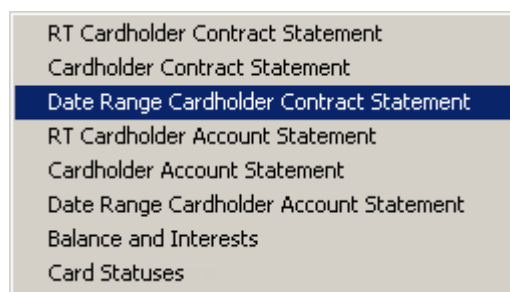 RT Cardholder Contract Statement
Cardholder Contract Statement
Date Range Cardholder Contract Statement
RT Cardholder Account Statement
Cardholder Account Statement
Date Range Cardholder Account Statement
Balance and Interests
Card Statuses